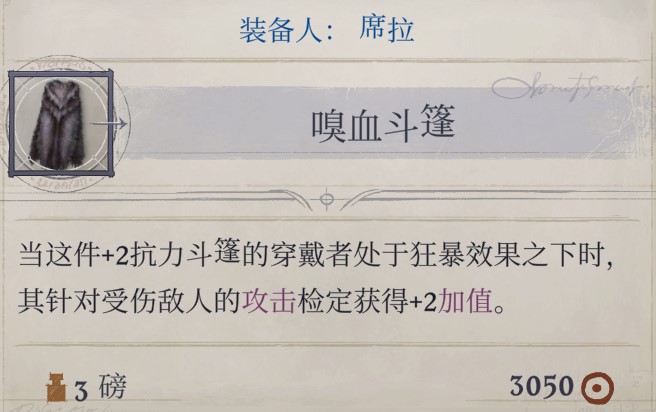 装备人： 席拉
嗅血斗篷
当这件+2抗力斗篷的穿戴者处于狂暴效果之下时，
其针对受伤敌人的攻击检定获得+2加值。
3 磅
3050